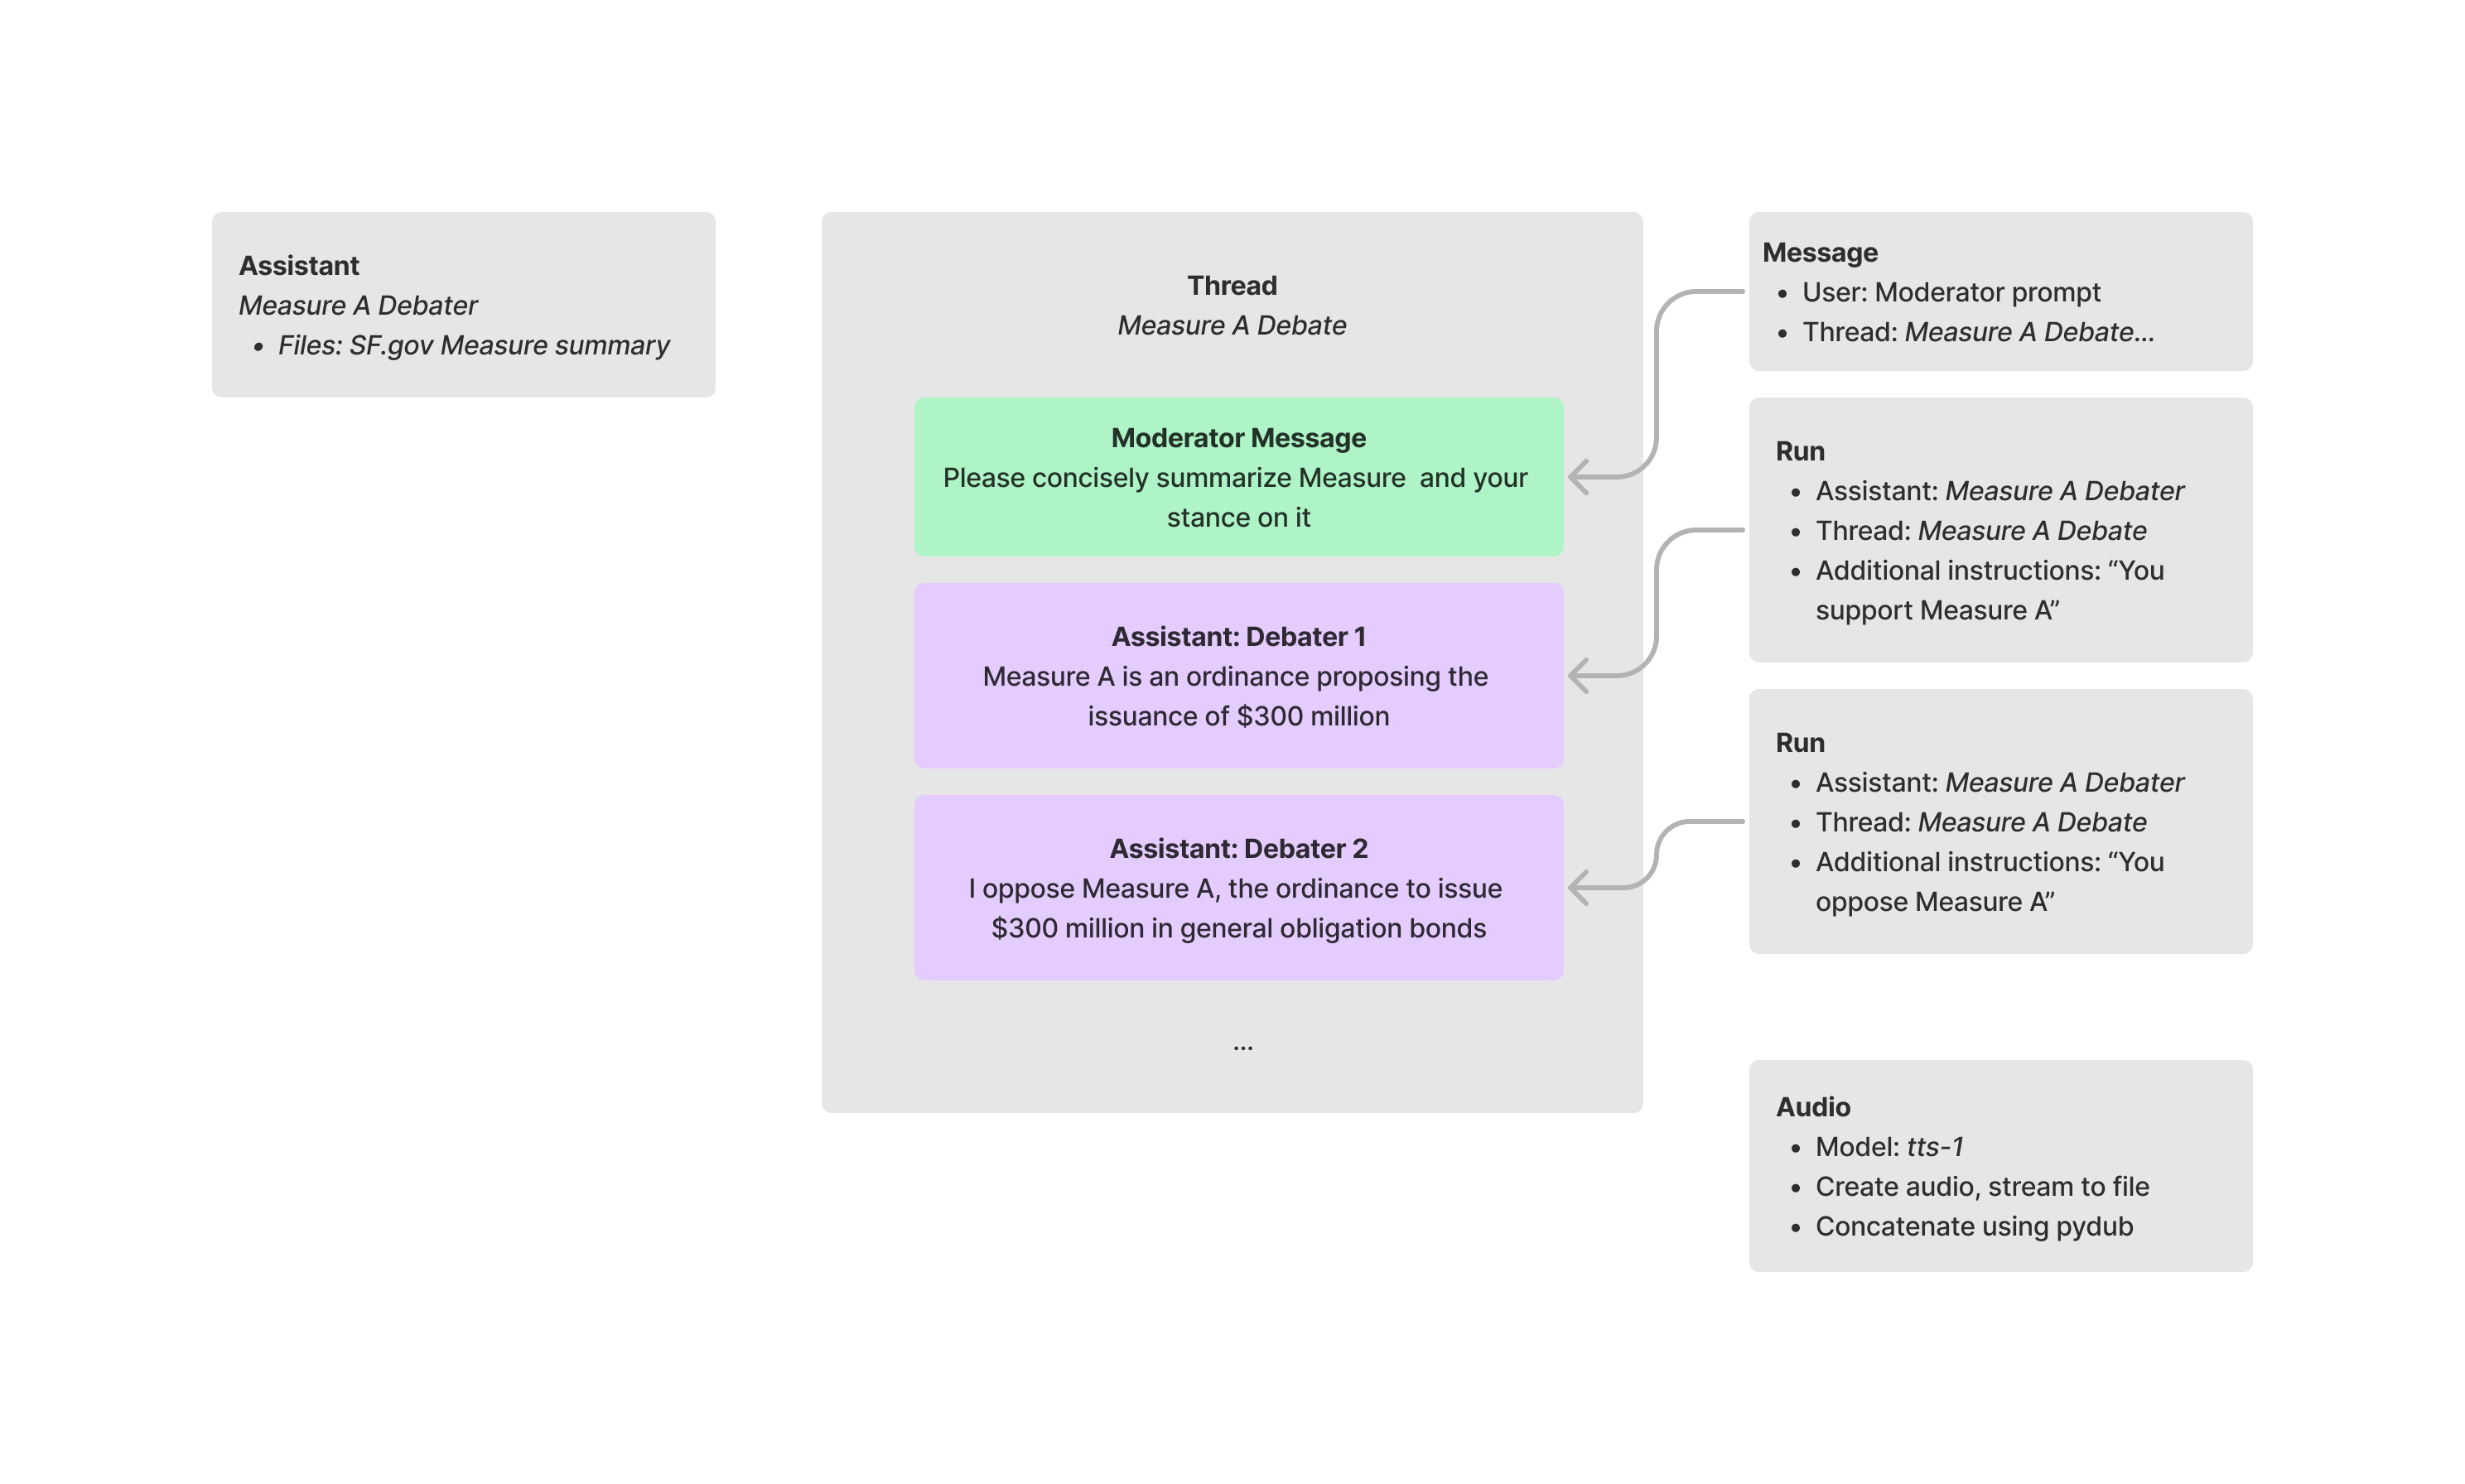 Assistant
Measure A Debater
• Files: SF.gov Measure summary
Thread
Measure A Debate
Moderator Message
Please concisely summarize Measure  and your
stance on it
Assistant: Debater 1
Measure A is an ordinance proposing the
issuance of $300 million
Assistant: Debater 2
I oppose Measure A, the ordinance to issue
$300 million in general obligation bonds
...
Message
• User: Moderator prompt
• Thread: Measure A Debate...
Run
• Assistant: Measure A Debater
• Thread: Measure A Debate
• Additional instructions: “You
support Measure A”
Run
• Assistant: Measure A Debater
• Thread: Measure A Debate
• Additional instructions: “You
oppose Measure A”
Audio
• Model: tts-1
• Create audio, stream to file
• Concatenate using pydub